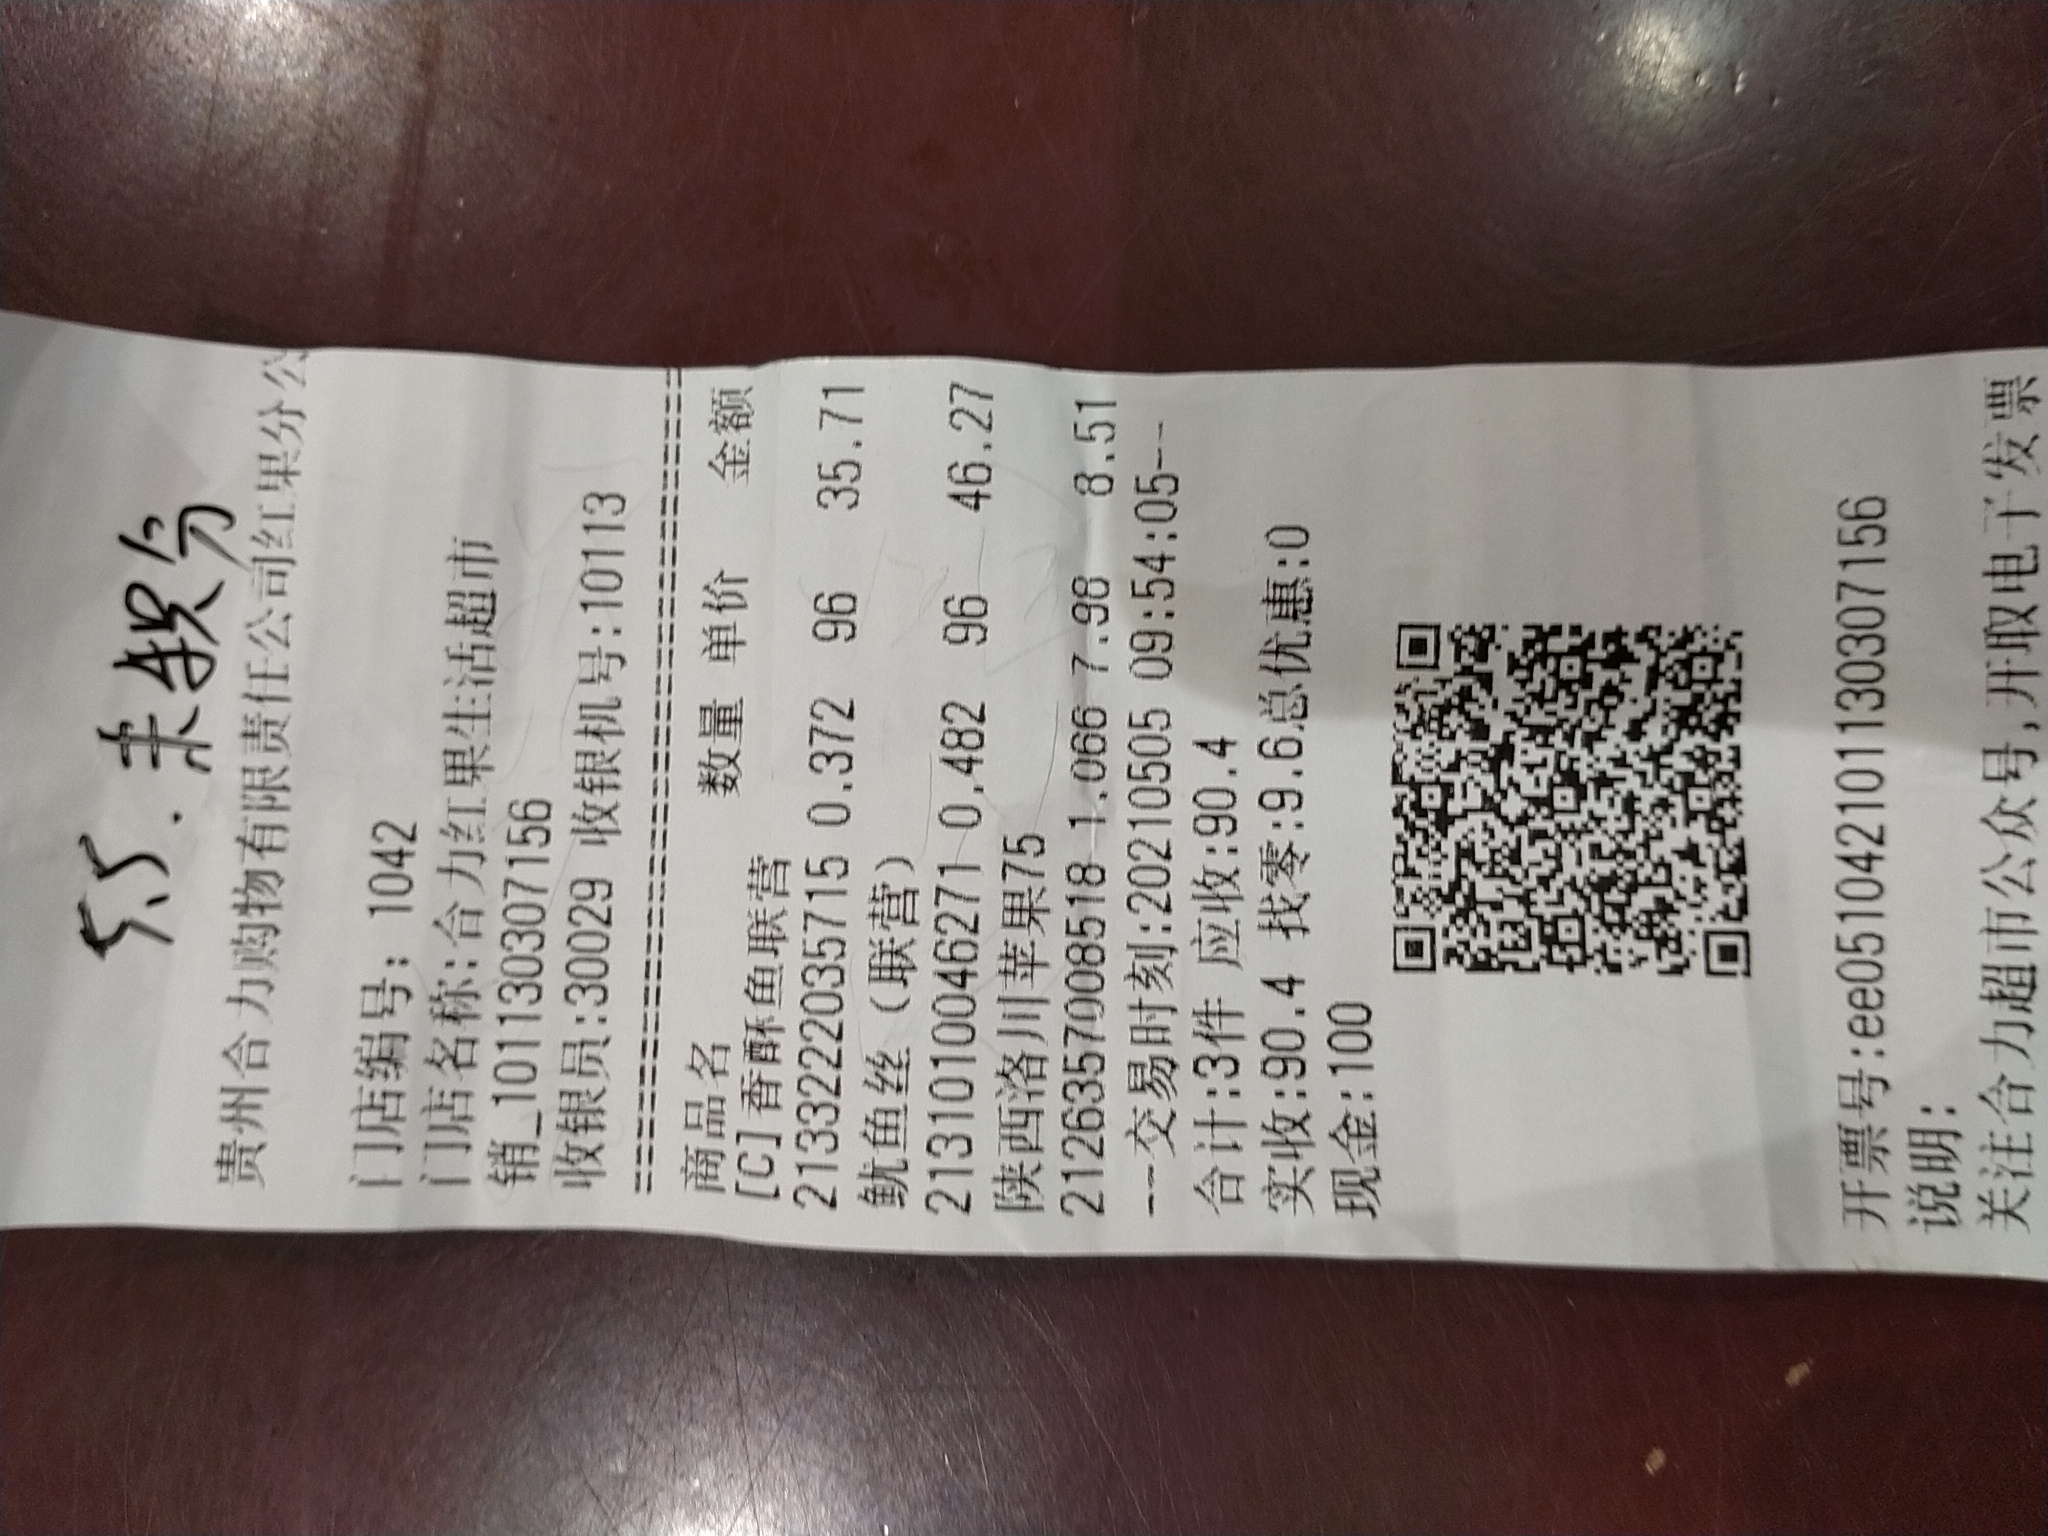 5.5. 未积分
贵州合力购物有限责任公司红果分公
门店编号: 1042
门店名称:合力红果生活超市
销_1011303307156
收银员:30029 收银机号:10113
商品名 数量 单价 金额
[C]香酥鱼联营
2133222035715 0.372 96 35.71
鱿鱼丝（联营）
2131010046271 0.482 96 46.27
陕西洛川苹果75
2126357008518 1.066 7.98 8.51
--交易时刻:20210505 09:54:05--
合计:3件 应收:90.4
实收:90.4 找零:9.6总优惠:0
现金:100
开票号:ee0510421011303307156
说明:
关注合力超市公众号,开取电子发票